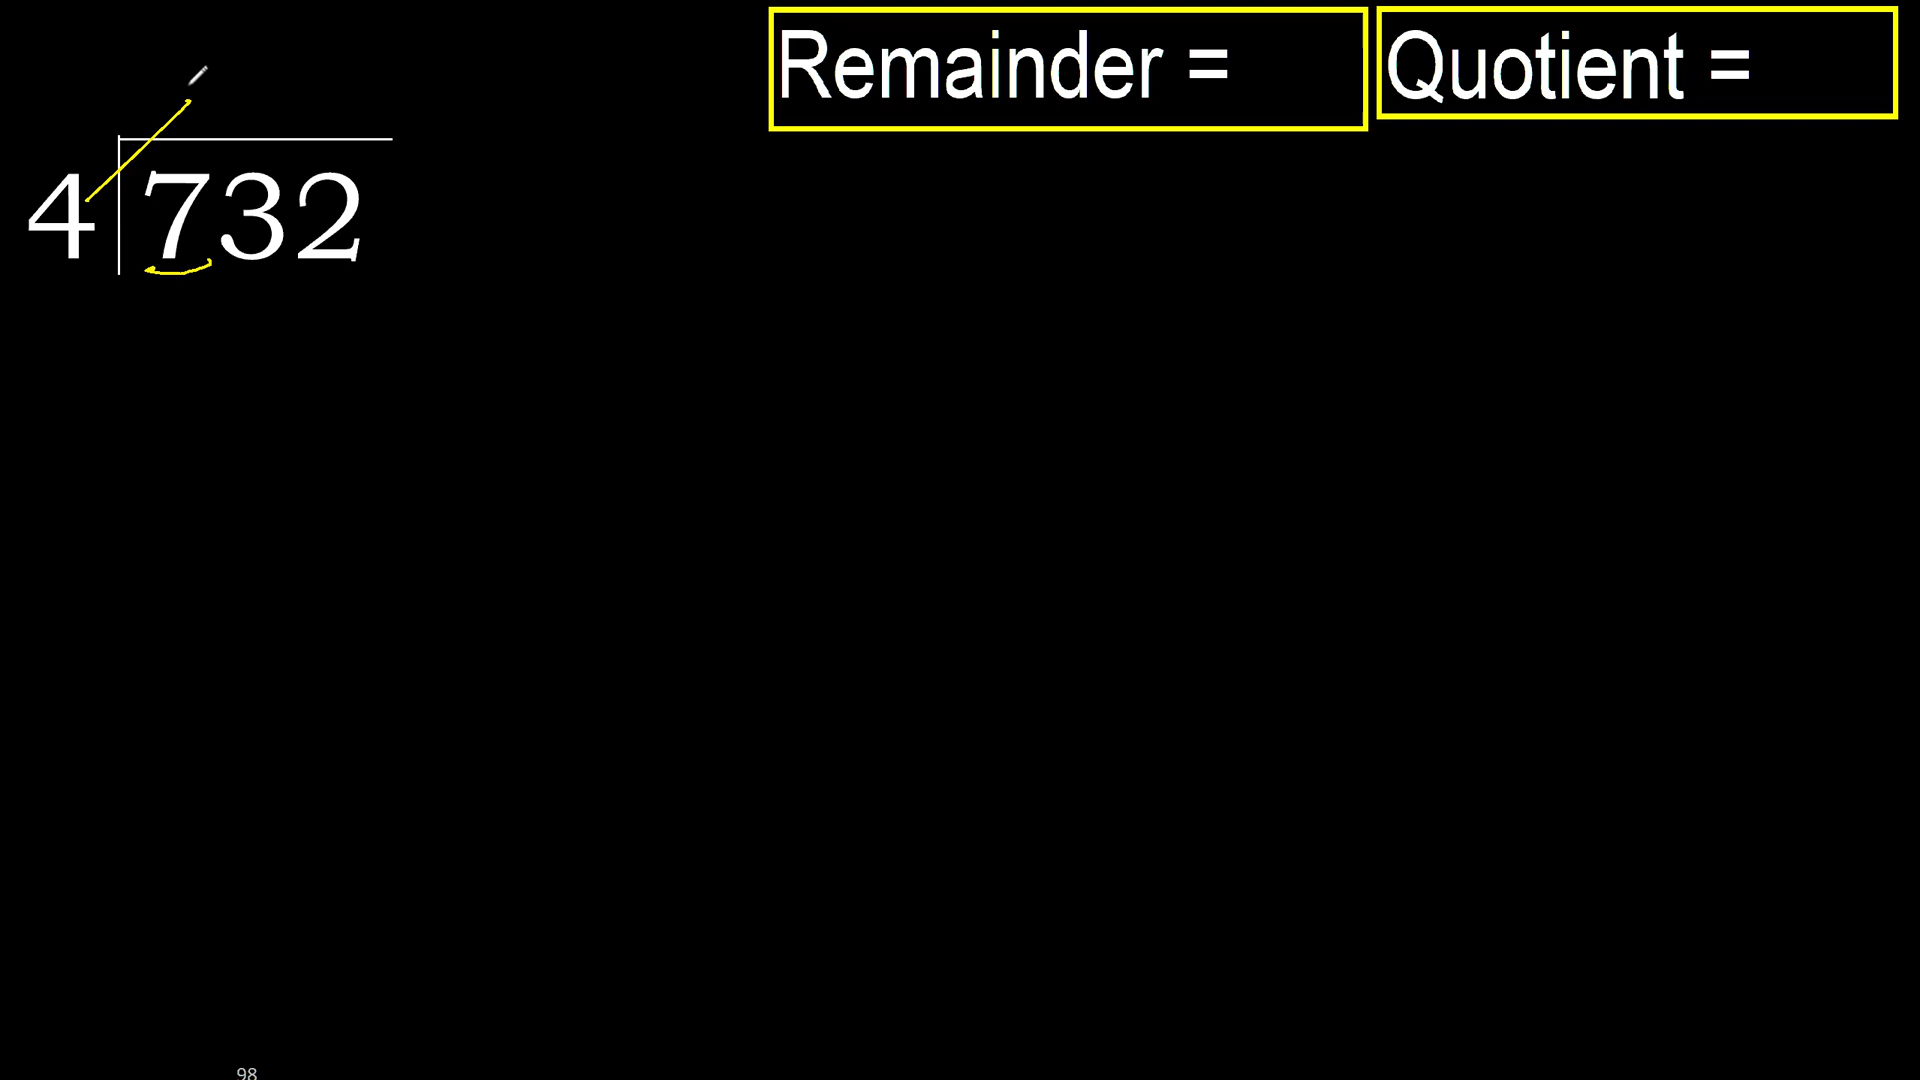 Remainder =
Quotient =
4 732
98